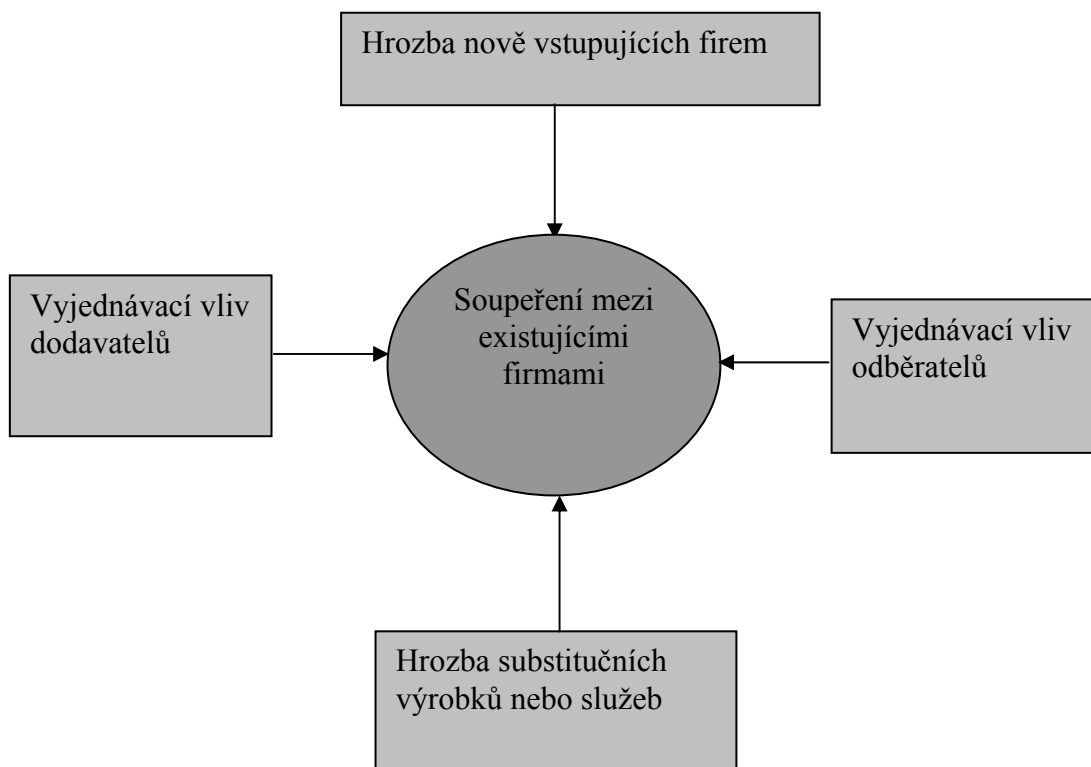 Hrozba nově vstupujících firem
Vyjednávací vliv
dodavatelů
Soupeření mezi
existujícími
firmami
Vyjednávací vliv
odběratelů
Hrozba substitučních
výrobků nebo služeb